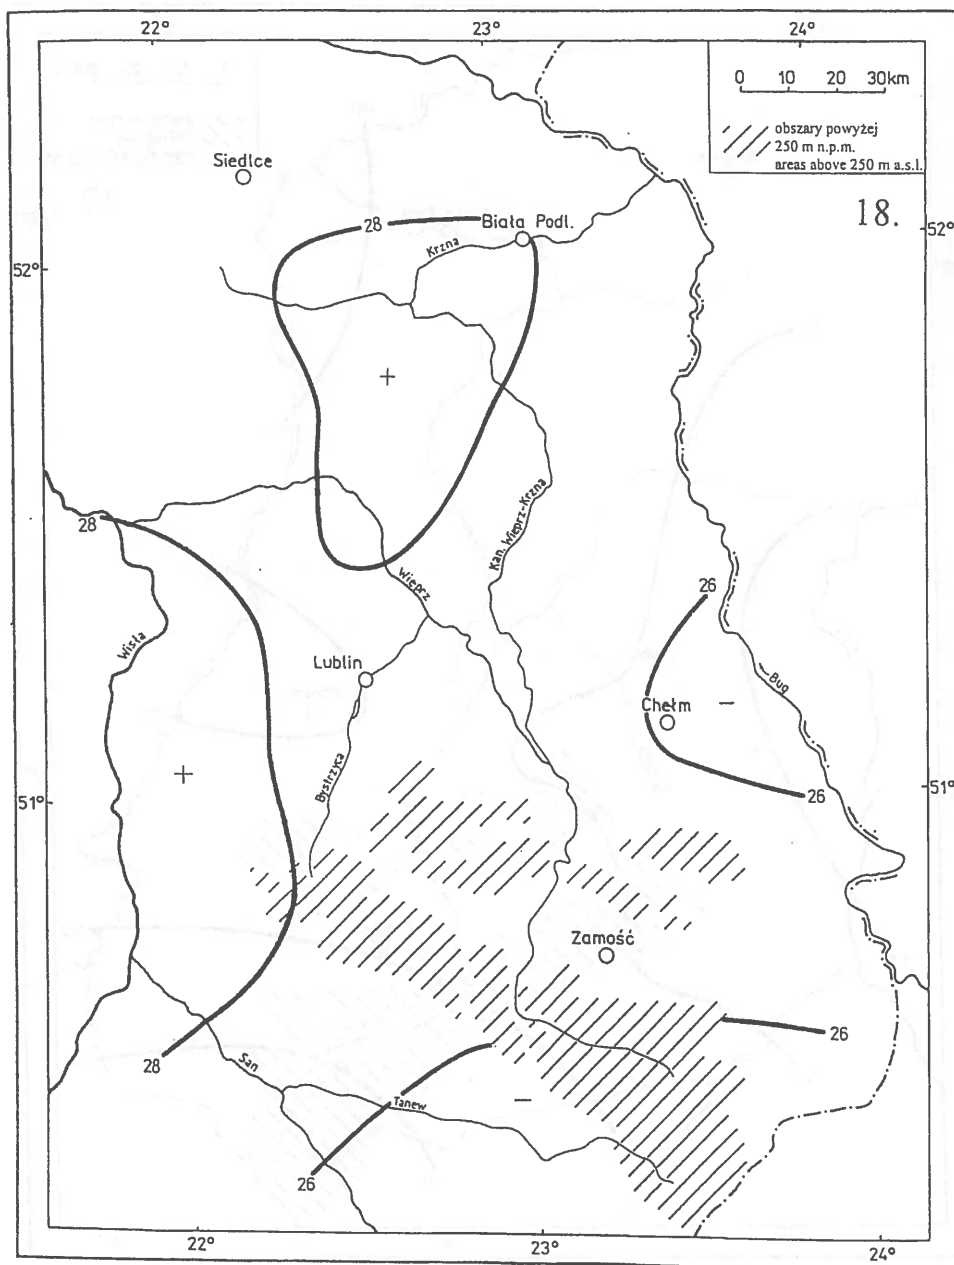 22° 23° 24°
0 10 20 30km
obszary powyżej
250 m n.p.m.
areas above 250 m a.s.l.
18.
Siedlce
28
Biała Podl.
52°
Krzna
52°
+
28
Kan. Wieprz-Krzna
Wieprz
26
Wisła
Lublin
Bug
Chełm
−
+
Bystrzyca
51°
26
51°
Zamość
26
28
San
Tanew
−
26
22° 23° 24°